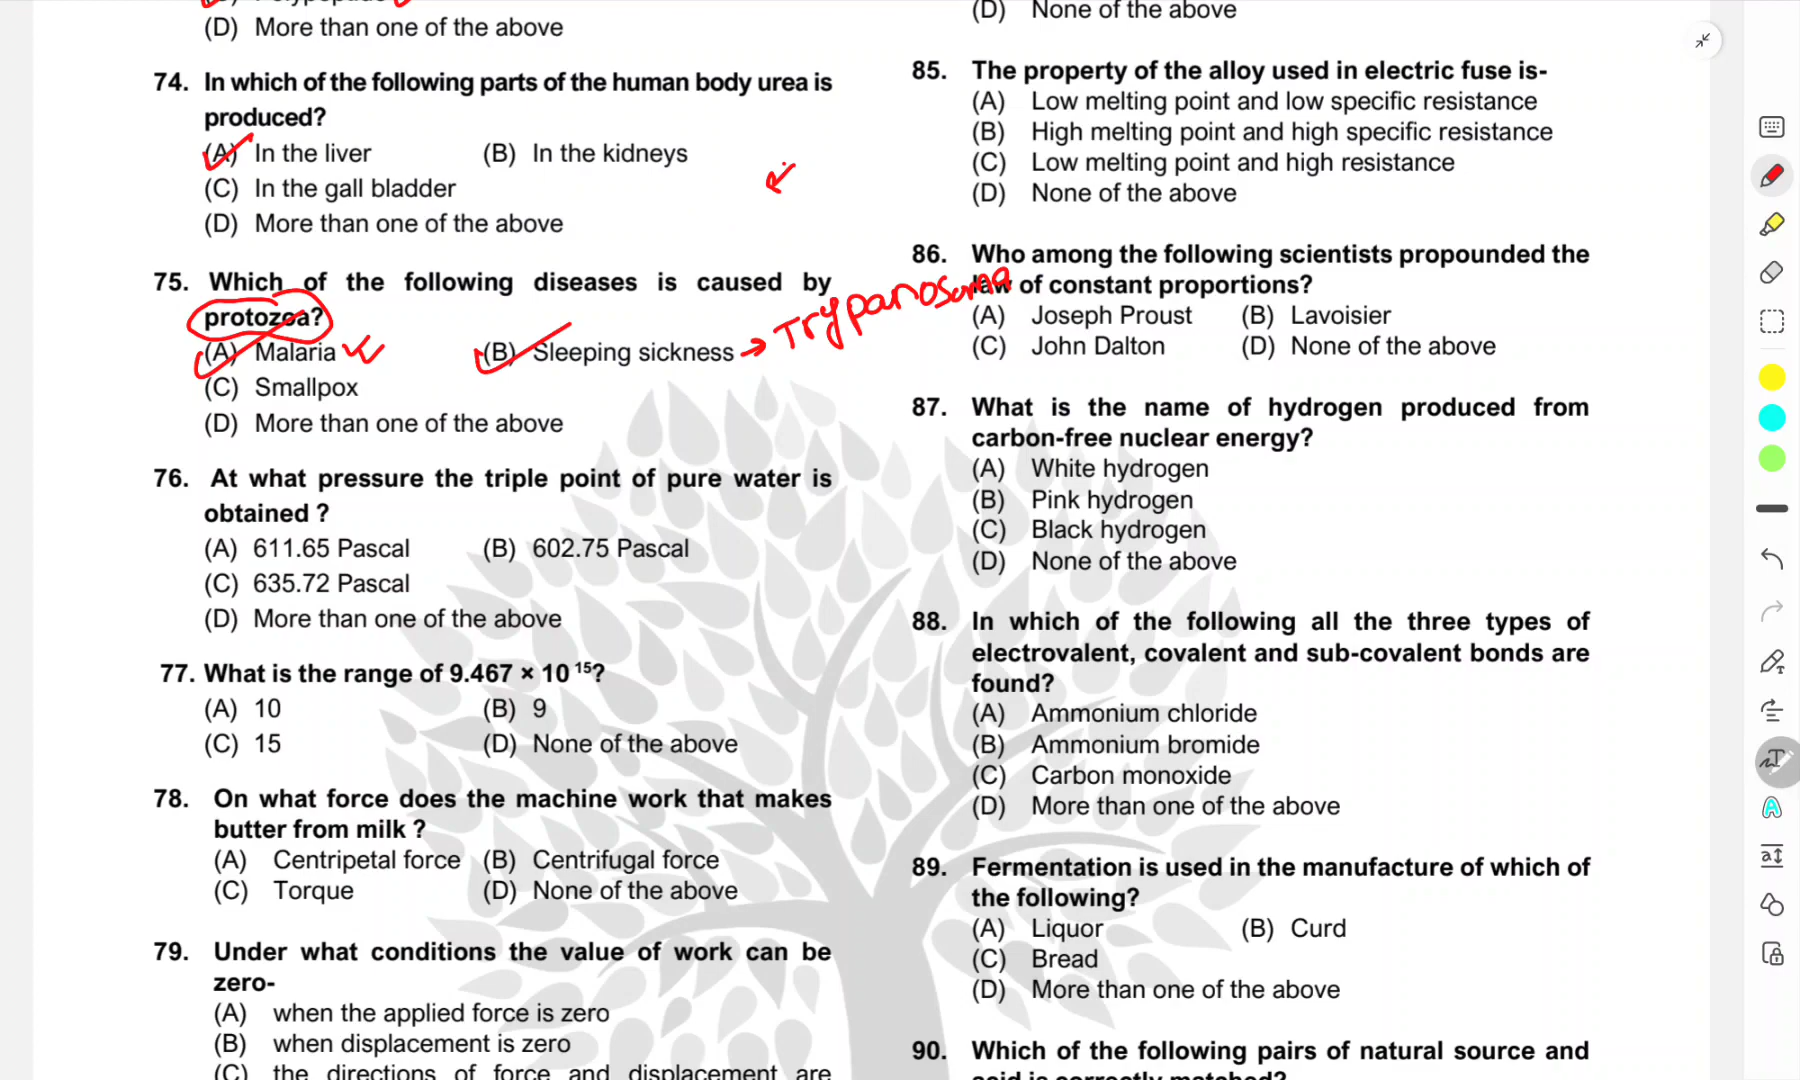 (D) More than one of the above
74. In which of the following parts of the human body urea is
produced?
(A) In the liver (B) In the kidneys
(C) In the gall bladder
(D) More than one of the above
75. Which of the following diseases is caused by
protozoa?
(A) Malaria (B) Sleeping sickness → Trypanosoma
(C) Smallpox
(D) More than one of the above
76. At what pressure the triple point of pure water is
obtained ?
(A) 611.65 Pascal (B) 602.75 Pascal
(C) 635.72 Pascal
(D) More than one of the above
77. What is the range of 9.467 × 10 ¹⁵?
(A) 10 (B) 9
(C) 15 (D) None of the above
78. On what force does the machine work that makes
butter from milk ?
(A) Centripetal force (B) Centrifugal force
(C) Torque (D) None of the above
79. Under what conditions the value of work can be
zero-
(A) when the applied force is zero
(B) when displacement is zero
(C) the directions of force and displacement are
(D) None of the above
85. The property of the alloy used in electric fuse is-
(A) Low melting point and low specific resistance
(B) High melting point and high specific resistance
(C) Low melting point and high resistance
(D) None of the above
86. Who among the following scientists propounded the
law of constant proportions?
(A) Joseph Proust (B) Lavoisier
(C) John Dalton (D) None of the above
87. What is the name of hydrogen produced from
carbon-free nuclear energy?
(A) White hydrogen
(B) Pink hydrogen
(C) Black hydrogen
(D) None of the above
88. In which of the following all the three types of
electrovalent, covalent and sub-covalent bonds are
found?
(A) Ammonium chloride
(B) Ammonium bromide
(C) Carbon monoxide
(D) More than one of the above
89. Fermentation is used in the manufacture of which of
the following?
(A) Liquor (B) Curd
(C) Bread
(D) More than one of the above
90. Which of the following pairs of natural source and
acid is correctly matched?